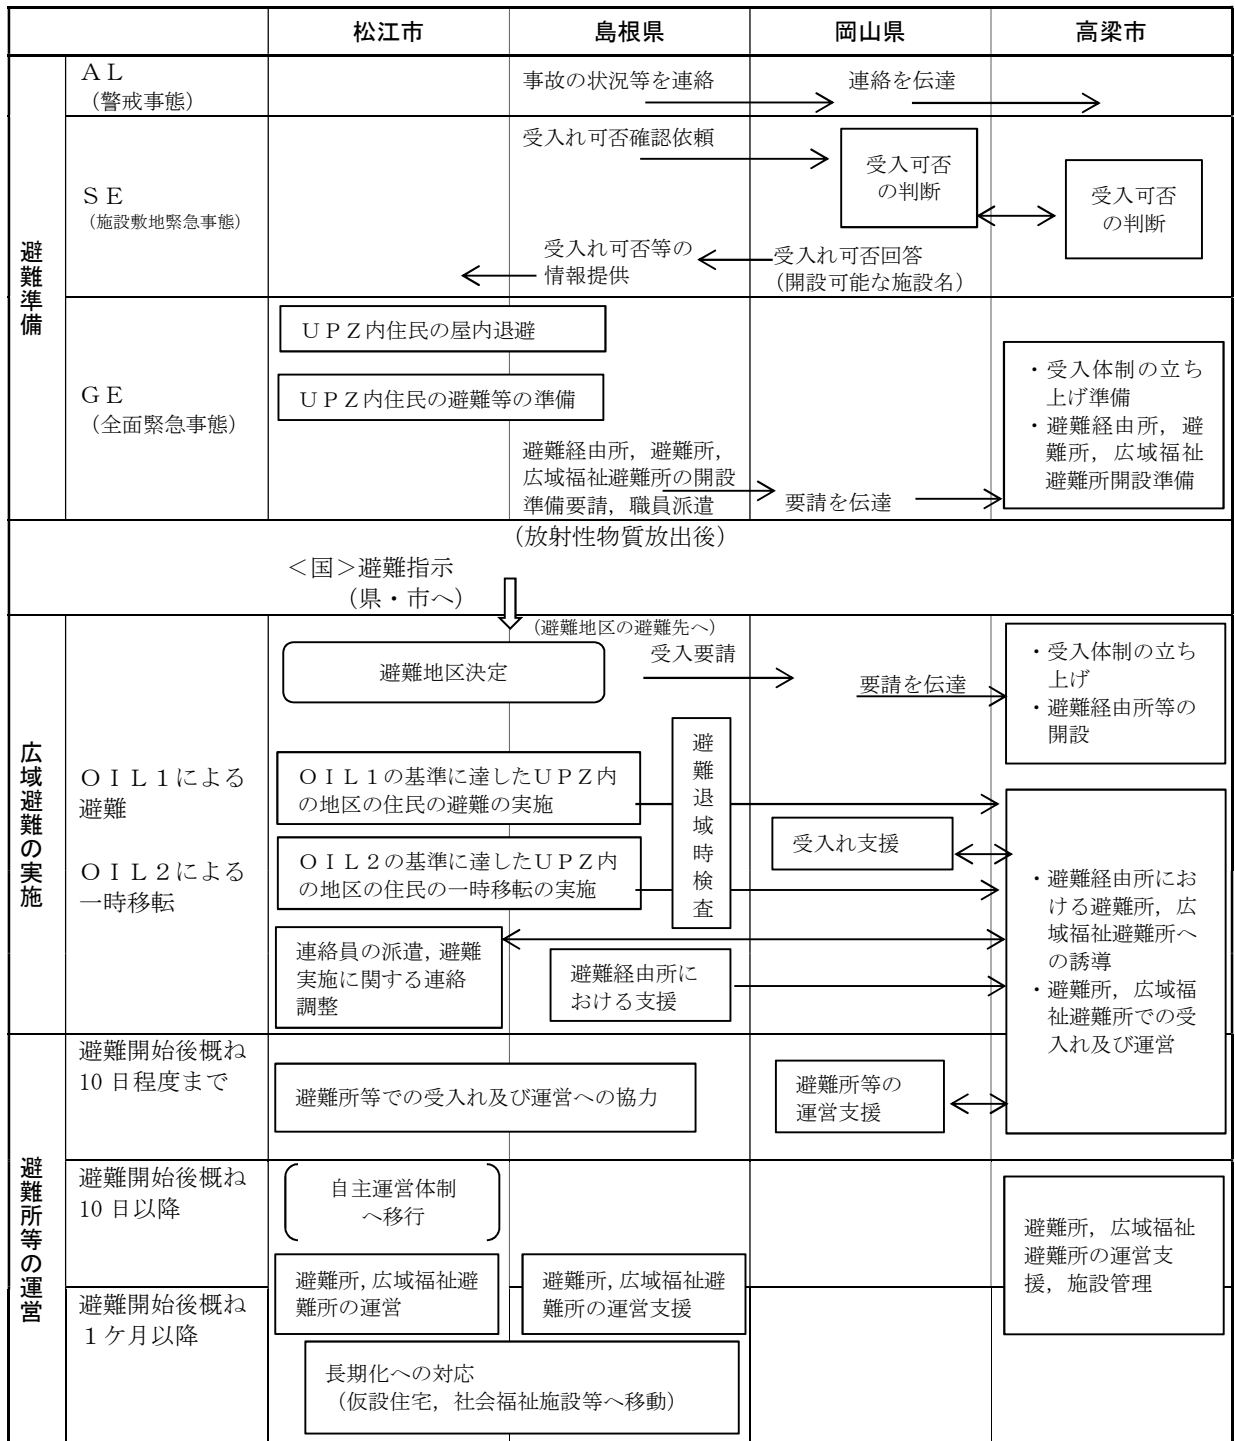 松江市
島根県
岡山県
高梁市
避難準備
ＡＬ
（警戒事態）
事故の状況等を連絡
連絡を伝達
ＳＥ
（施設敷地緊急事態）
受入れ可否確認依頼
受入可否
の判断
受入可否
の判断
受入れ可否等の
情報提供
受入れ可否回答
（開設可能な施設名）
ＧＥ
（全面緊急事態）
ＵＰＺ内住民の屋内退避
ＵＰＺ内住民の避難等の準備
避難経由所，避難所，
広域福祉避難所の開設
準備要請，職員派遣
要請を伝達
・受入体制の立ち
上げ準備
・避難経由所，避
難所，広域福祉
避難所開設準備
（放射性物質放出後）
＜国＞避難指示
（県・市へ）
広域避難の実施
ＯＩＬ１による
避難
ＯＩＬ２による
一時移転
避難地区決定
（避難地区の避難先へ）
受入要請
要請を伝達
・受入体制の立ち
上げ
・避難経由所等の
開設
ＯＩＬ１の基準に達したＵＰＺ内
の地区の住民の避難の実施
ＯＩＬ２の基準に達したＵＰＺ内
の地区の住民の一時移転の実施
避難退域時検査
受入れ支援
・避難経由所にお
ける避難所，広
域福祉避難所へ
の誘導
・避難所，広域福
祉避難所での受
入れ及び運営
連絡員の派遣，避難
実施に関する連絡
調整
避難経由所に
おける支援
避難所等の運営
避難開始後概ね
10 日程度まで
避難所等での受入れ及び運営への協力
避難所等の
運営支援
避難開始後概ね
10 日以降
自主運営体制
へ移行
避難所，広域福祉避
難所の運営
避難所，広域福祉避
難所の運営支援
避難所，広域福祉
避難所の運営支
援，施設管理
避難開始後概ね
１ケ月以降
長期化への対応
（仮設住宅，社会福祉施設等へ移動）